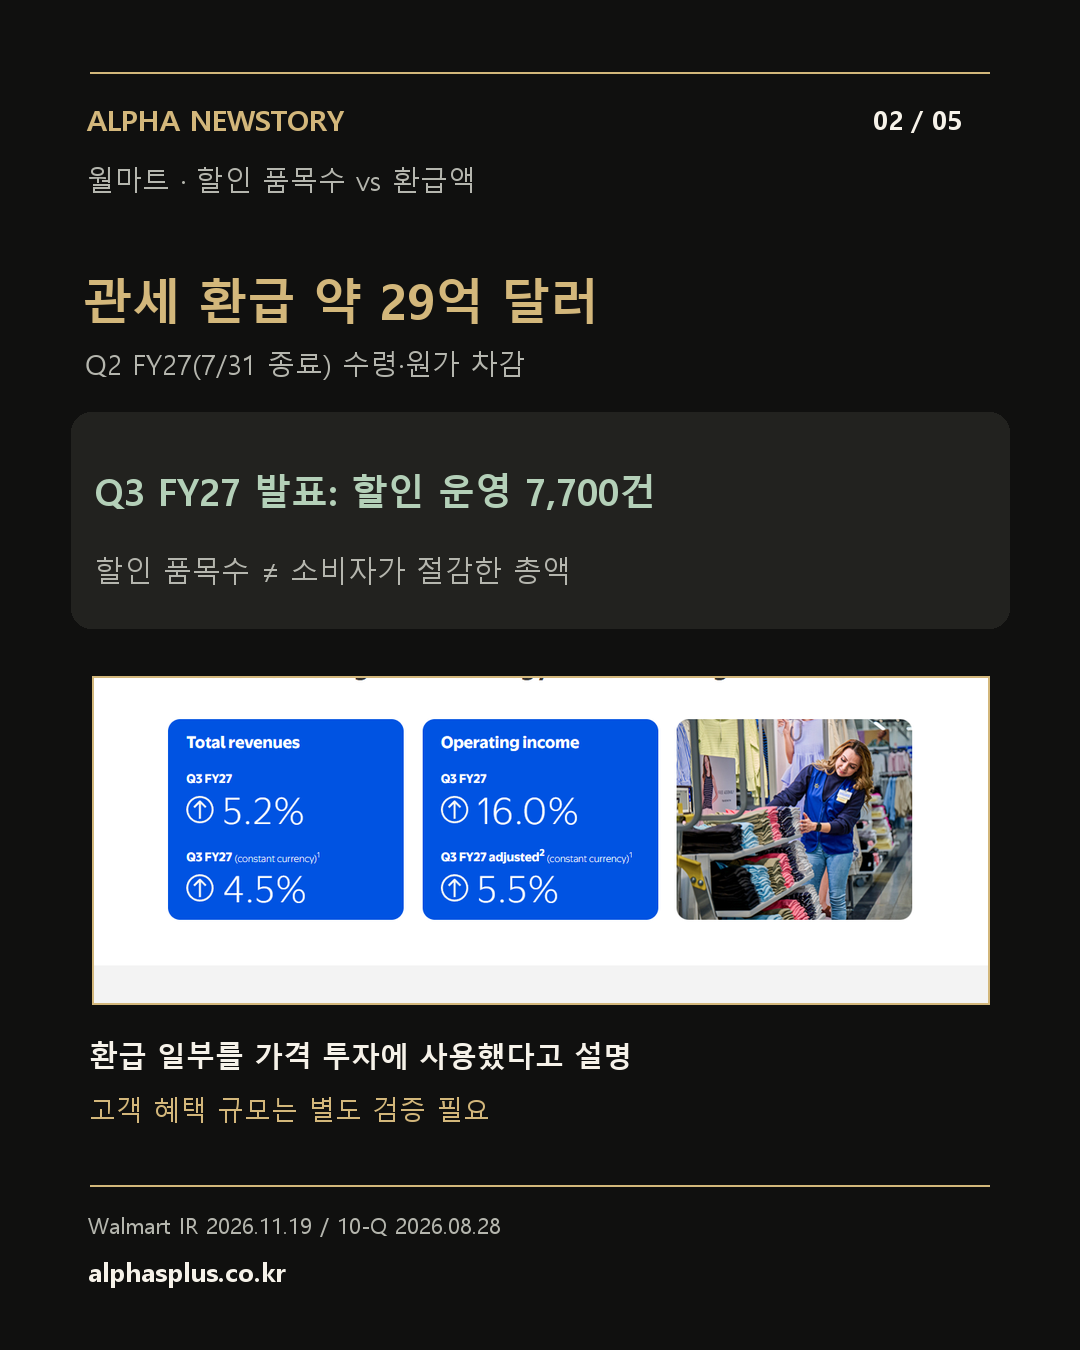 ALPHA NEWSTORY
02 / 05
월마트 · 할인 품목수 vs 환급액
관세 환급 약 29억 달러
Q2 FY27(7/31 종료) 수령·원가 차감
Q3 FY27 발표: 할인 운영 7,700건
할인 품목수 ≠ 소비자가 절감한 총액
Total revenues
Q3 FY27
5.2%
Q3 FY27 (constant currency)¹
4.5%
Operating income
Q3 FY27
16.0%
Q3 FY27 adjusted² (constant currency)¹
5.5%
환급 일부를 가격 투자에 사용했다고 설명
고객 혜택 규모는 별도 검증 필요
Walmart IR 2026.11.19 / 10-Q 2026.08.28
alphasplus.co.kr